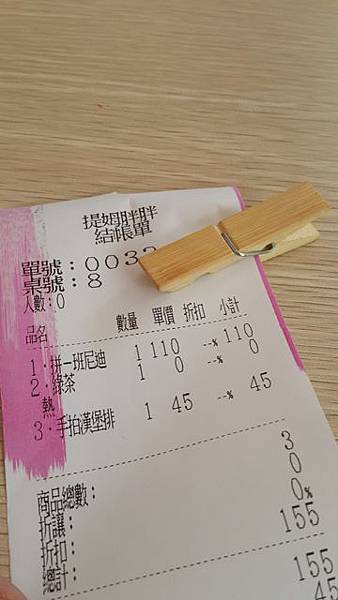 提姆胖胖
結帳單
單號：0033
桌號：8
人數：0
品名 數量 單價 折扣 小計
1．拼一班尼迪 1 110 --% 110
2．綠茶 1 0 --% 0
熱
3．手拍漢堡排 1 45 --% 45
商品總數： 3
折讓： 0
折扣： 0%
總計： 155
155
45